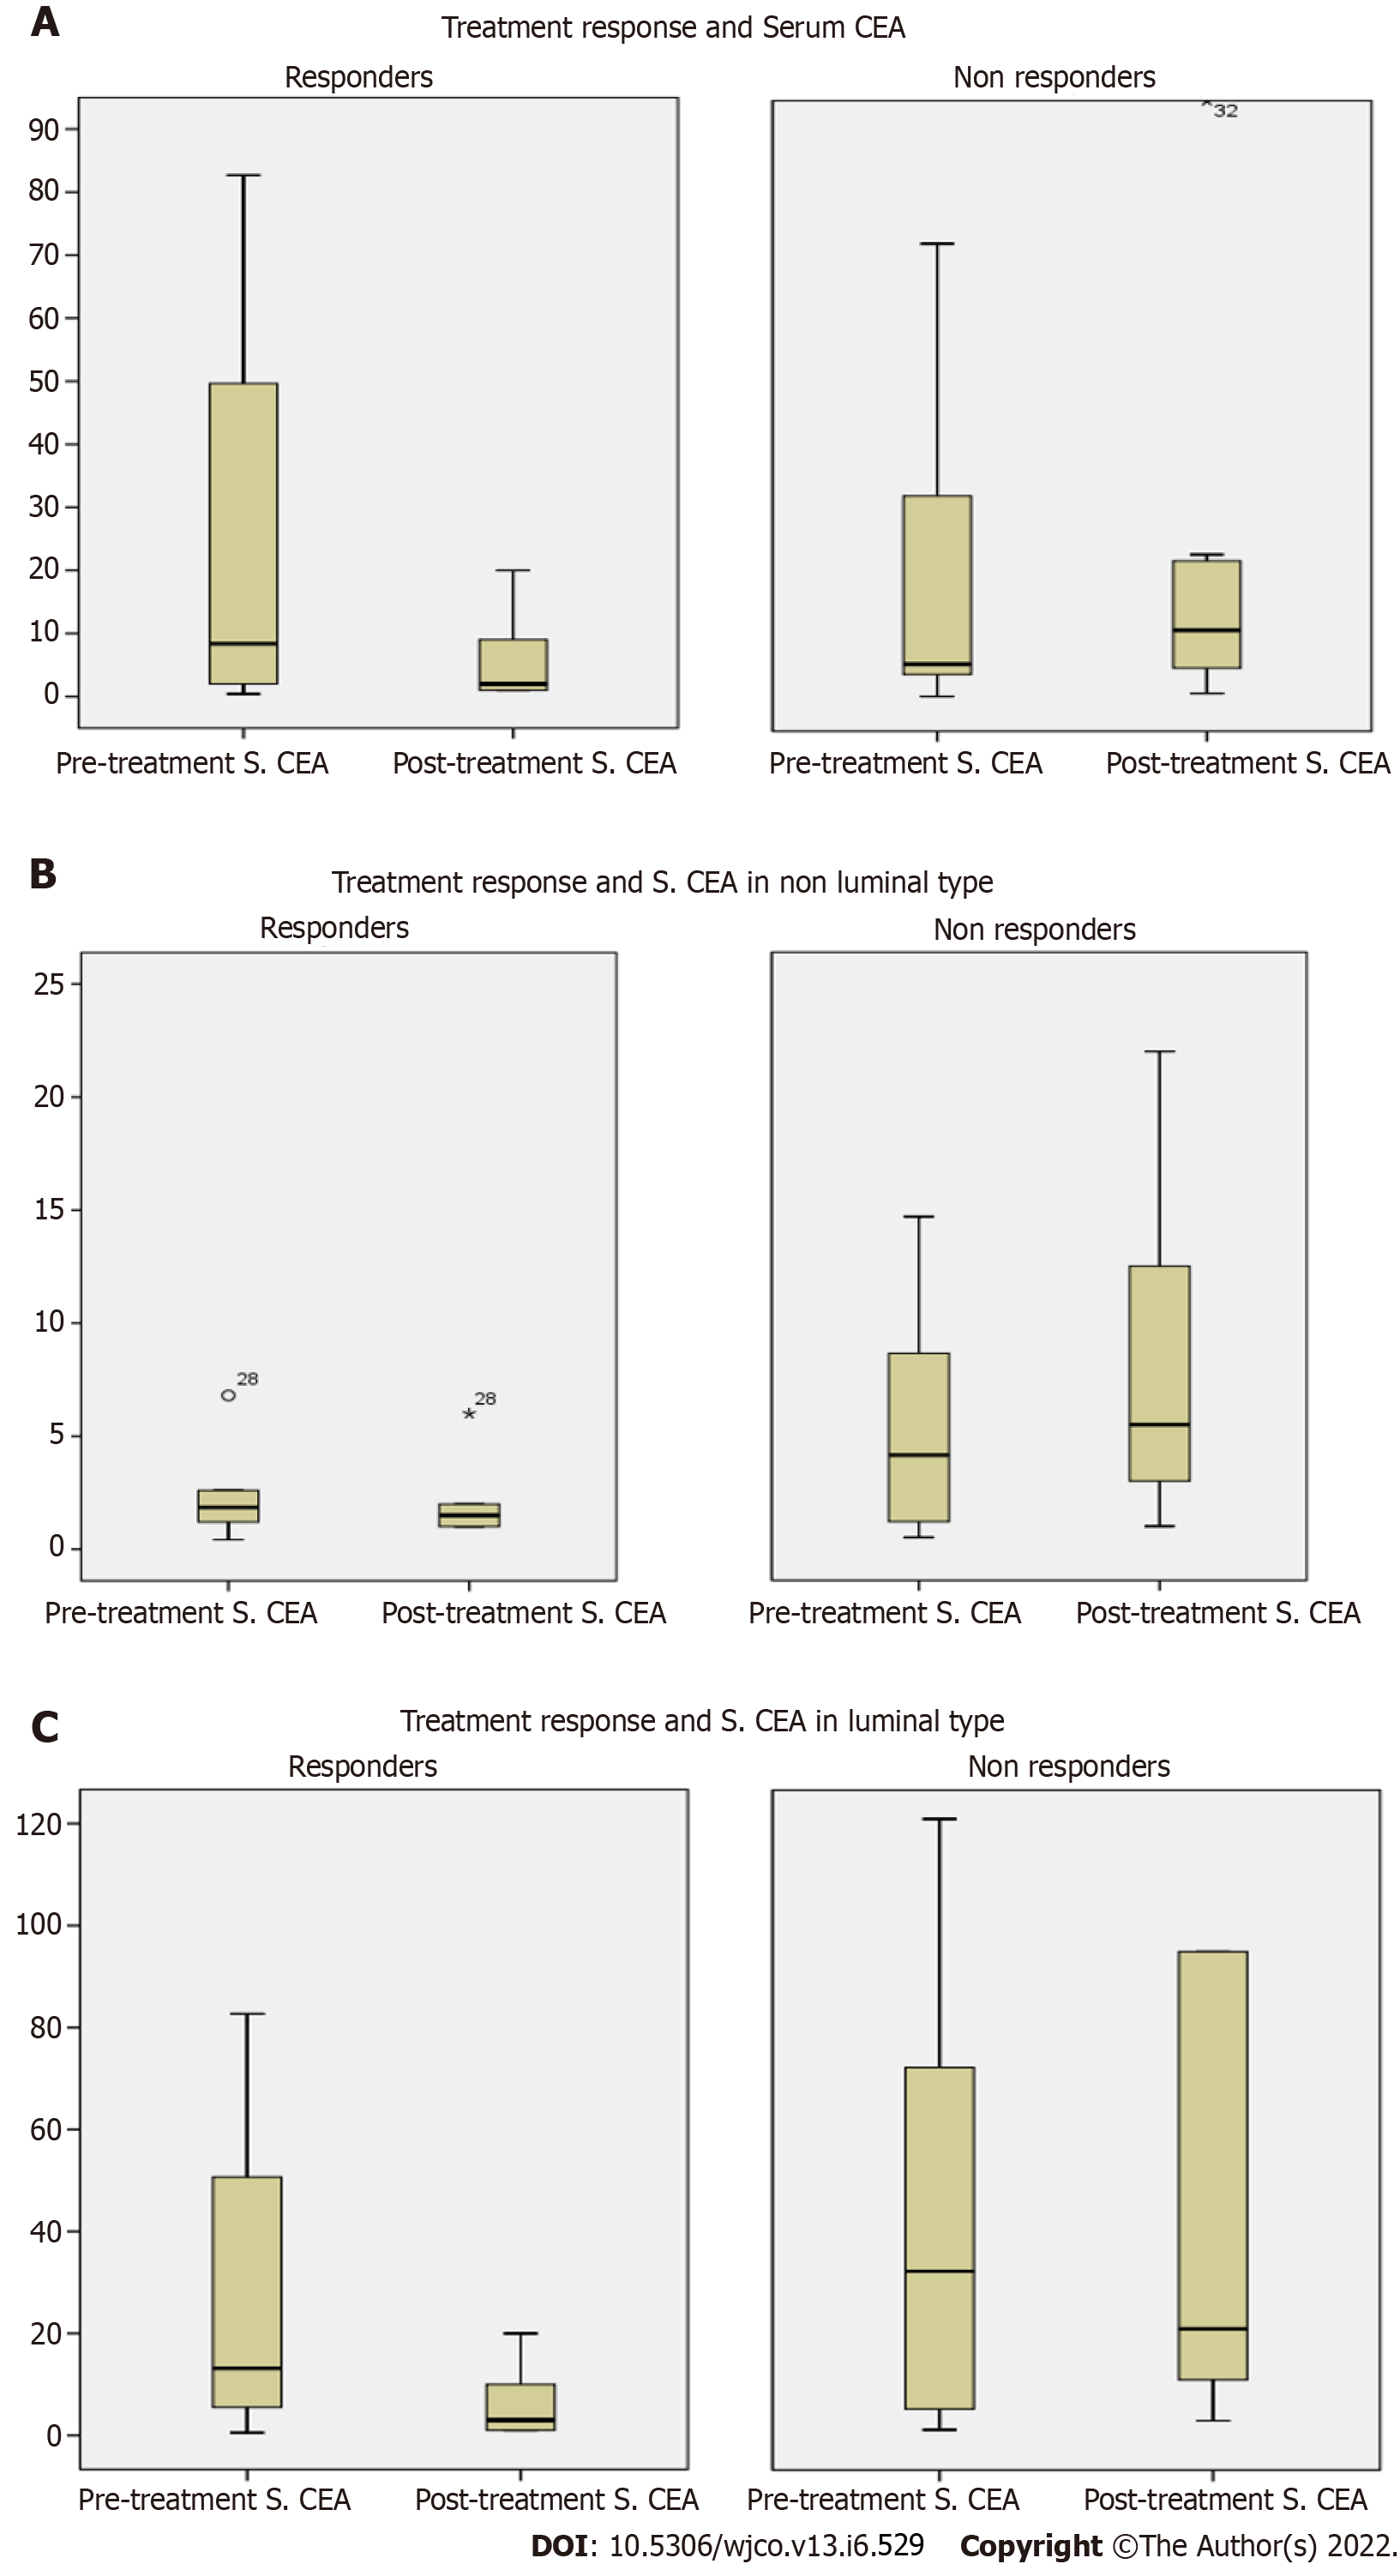 A
Treatment response and Serum CEA
Responders
Non responders
90
80
70
60
50
40
30
20
10
0
32
Pre-treatment S. CEA
Post-treatment S. CEA
Pre-treatment S. CEA
Post-treatment S. CEA
B
Treatment response and S. CEA in non luminal type
Responders
Non responders
25
20
15
10
5
0
28
28
Pre-treatment S. CEA
Post-treatment S. CEA
Pre-treatment S. CEA
Post-treatment S. CEA
C
Treatment response and S. CEA in luminal type
Responders
Non responders
120
100
80
60
40
20
0
Pre-treatment S. CEA
Post-treatment S. CEA
Pre-treatment S. CEA
Post-treatment S. CEA
DOI: 10.5306/wjco.v13.i6.529 Copyright ©The Author(s) 2022.